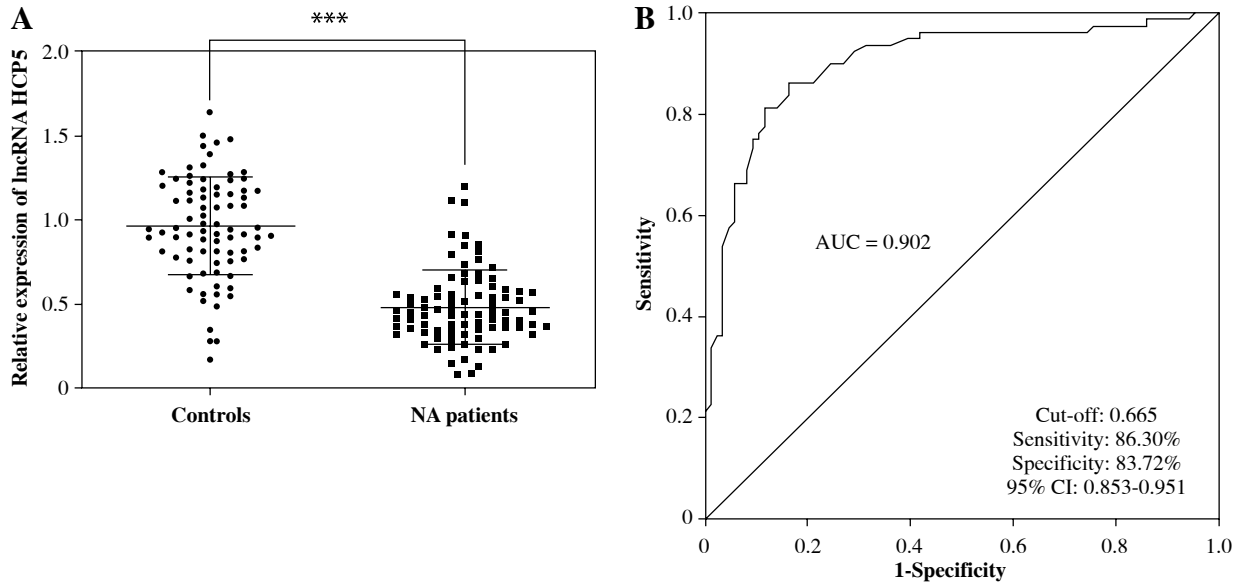 A
***
Relative expression of lncRNA HCP5
2.0
1.5
1.0
0.5
0
Controls
NA patients
B
Sensitivity
1.0
0.8
0.6
0.4
0.2
0
AUC = 0.902
Cut-off: 0.665
Sensitivity: 86.30%
Specificity: 83.72%
95% CI: 0.853-0.951
0
0.2
0.4
0.6
0.8
1.0
1-Specificity